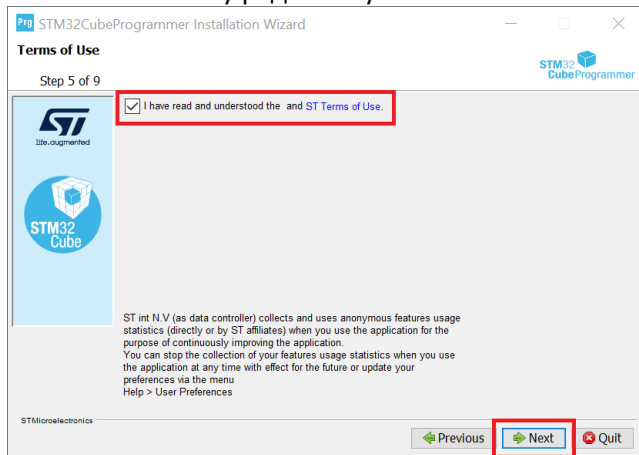 Prg STM32CubeProgrammer Installation Wizard
Terms of Use
Step 5 of 9
STM32
CubeProgrammer
ST
life.augmented
STM32
Cube
I have read and understood the and ST Terms of Use.
ST int N.V (as data controller) collects and uses anonymous features usage
statistics (directly or by ST affiliates) when you use the application for the
purpose of continuously improving the application.
You can stop the collection of your features usage statistics when you use
the application at any time with effect for the future or update your
preferences via the menu
Help > User Preferences
STMicroelectronics
Previous
Next
Quit